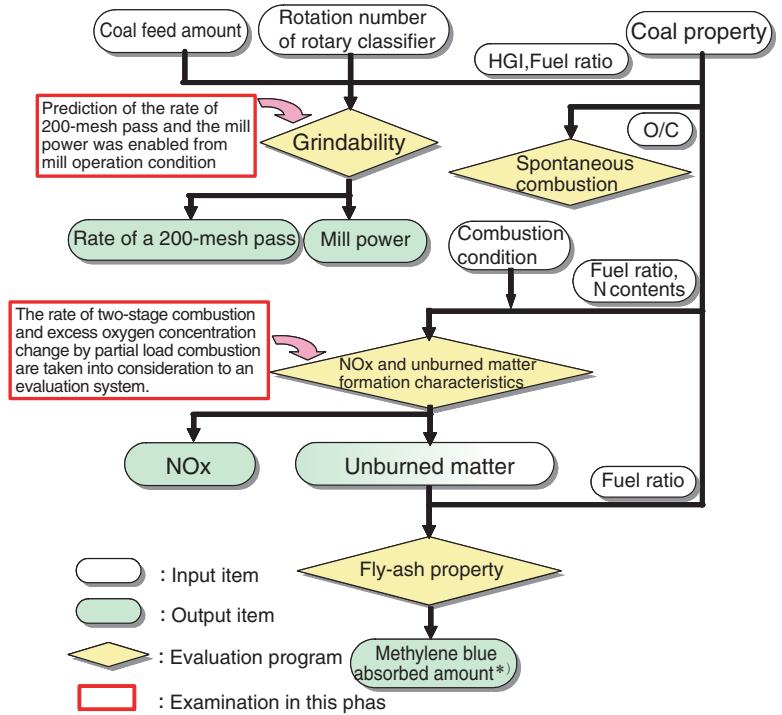 Coal feed amount
Rotation number
of rotary classifier
Coal property
HGI,Fuel ratio
Prediction of the rate of
200-mesh pass and the mill
power was enabled from
mill operation condition
Grindability
O/C
Spontaneous
combustion
Rate of a 200-mesh pass
Mill power
Combustion
condition
Fuel ratio,
N contents
The rate of two-stage combustion
and excess oxygen concentration
change by partial load combustion
are taken into consideration to an
evaluation system.
NOx and unburned matter
formation characteristics
NOx
Unburned matter
Fuel ratio
Fly-ash property
: Input item
: Output item
Methylene blue
absorbed amount*)
: Evaluation program
: Examination in this phas